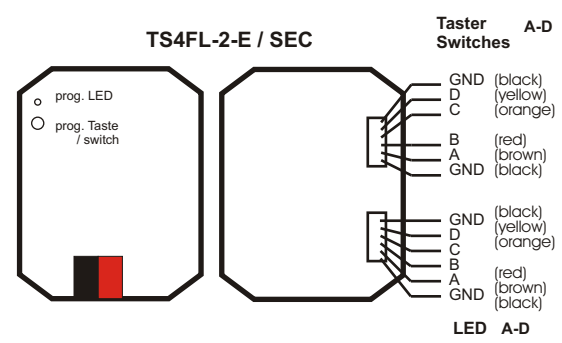 TS4FL-2-E / SEC
Taster A-D
Switches
prog. LED
prog. Taste
/ switch
GND (black)
D (yellow)
C (orange)
B (red)
A (brown)
GND (black)
GND (black)
D (yellow)
C (orange)
B
A (red)
GND (brown)
(black)
LED A-D